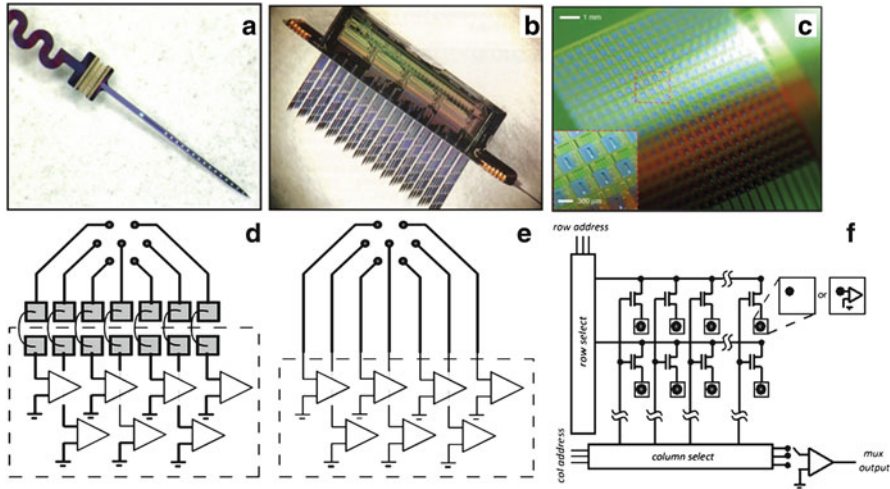 a
b
1 mm
c
300 μm
d
e
row address
f
row select
or
col address
column select
mux
output